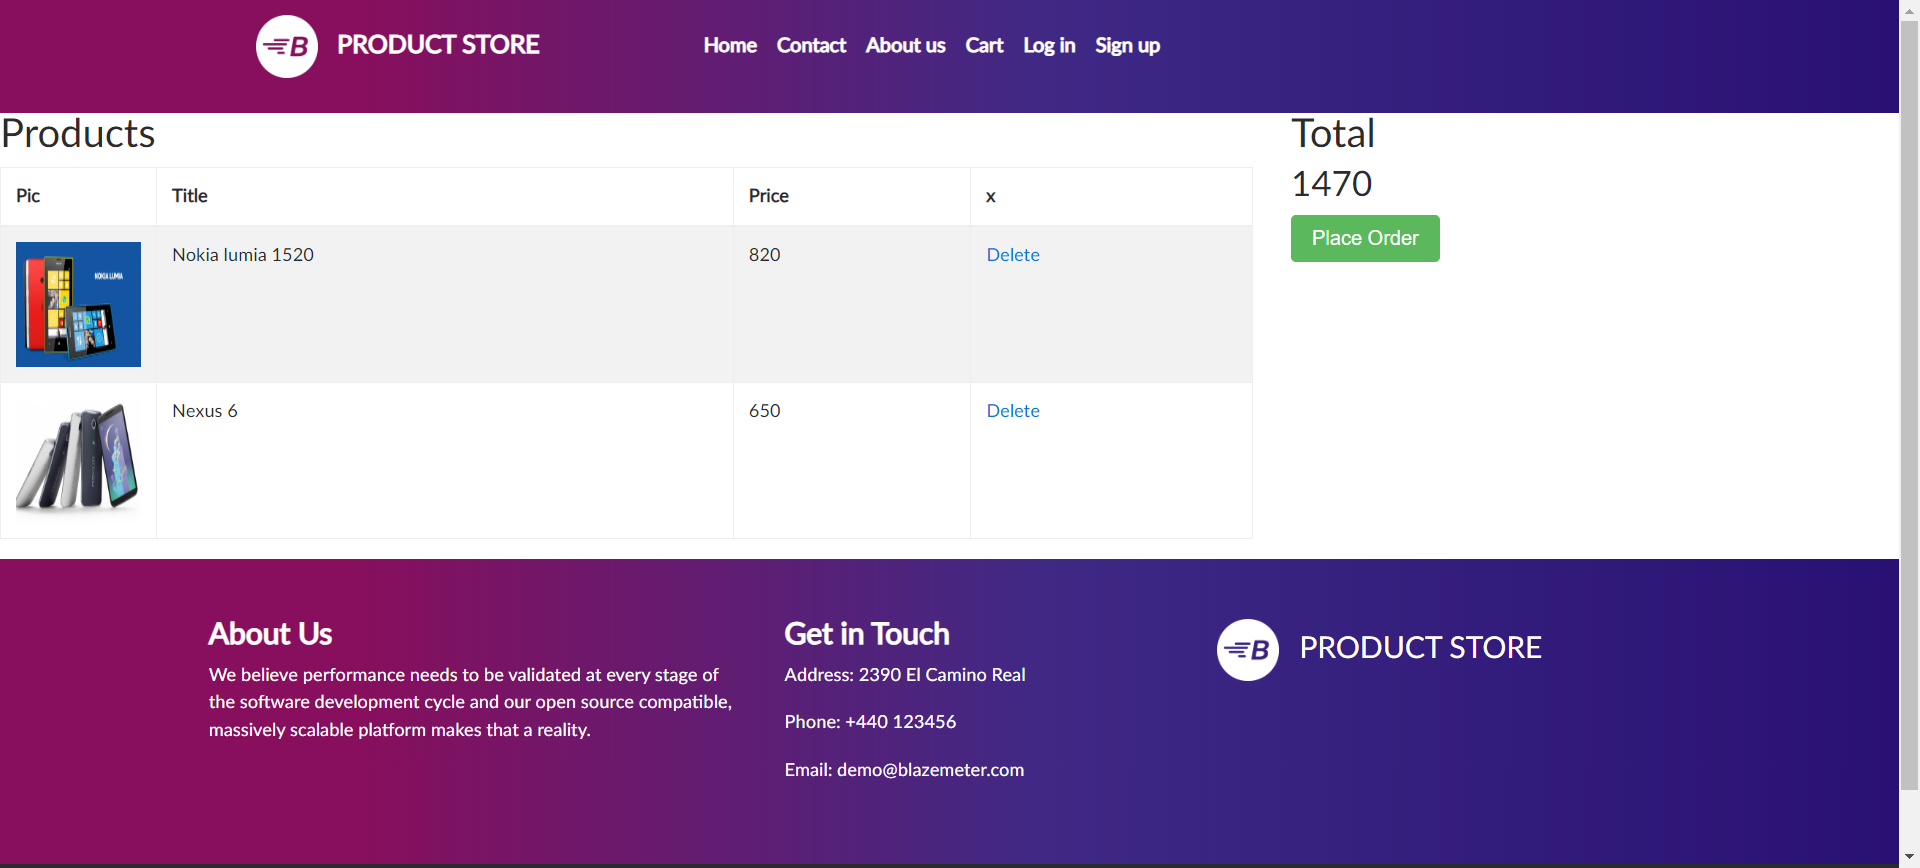 B PRODUCT STORE
Home Contact About us Cart Log in Sign up
Products
Pic Title Price x
NOKIA LUMIA
Nokia lumia 1520 820 Delete
Nexus 6 650 Delete
Total
1470
Place Order
About Us
We believe performance needs to be validated at every stage of
the software development cycle and our open source compatible,
massively scalable platform makes that a reality.
Get in Touch
Address: 2390 El Camino Real
Phone: +440 123456
Email: demo@blazemeter.com
B PRODUCT STORE